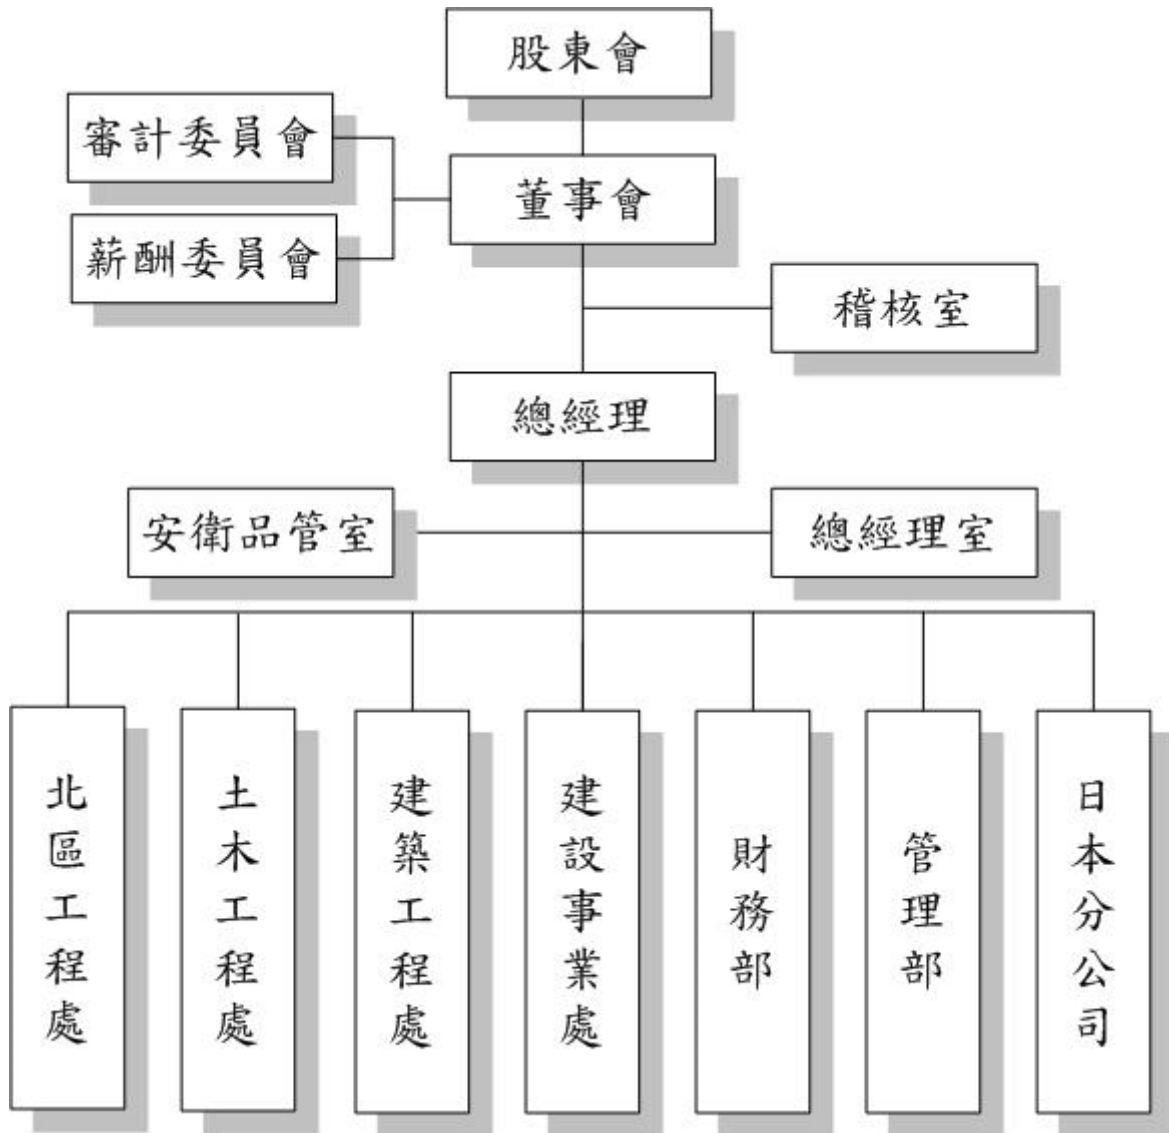 股東會
審計委員會
董事會
薪酬委員會
稽核室
總經理
安衛品管室
總經理室
北區工程處
土木工程處
建築工程處
建設事業處
財務部
管理部
日本分公司